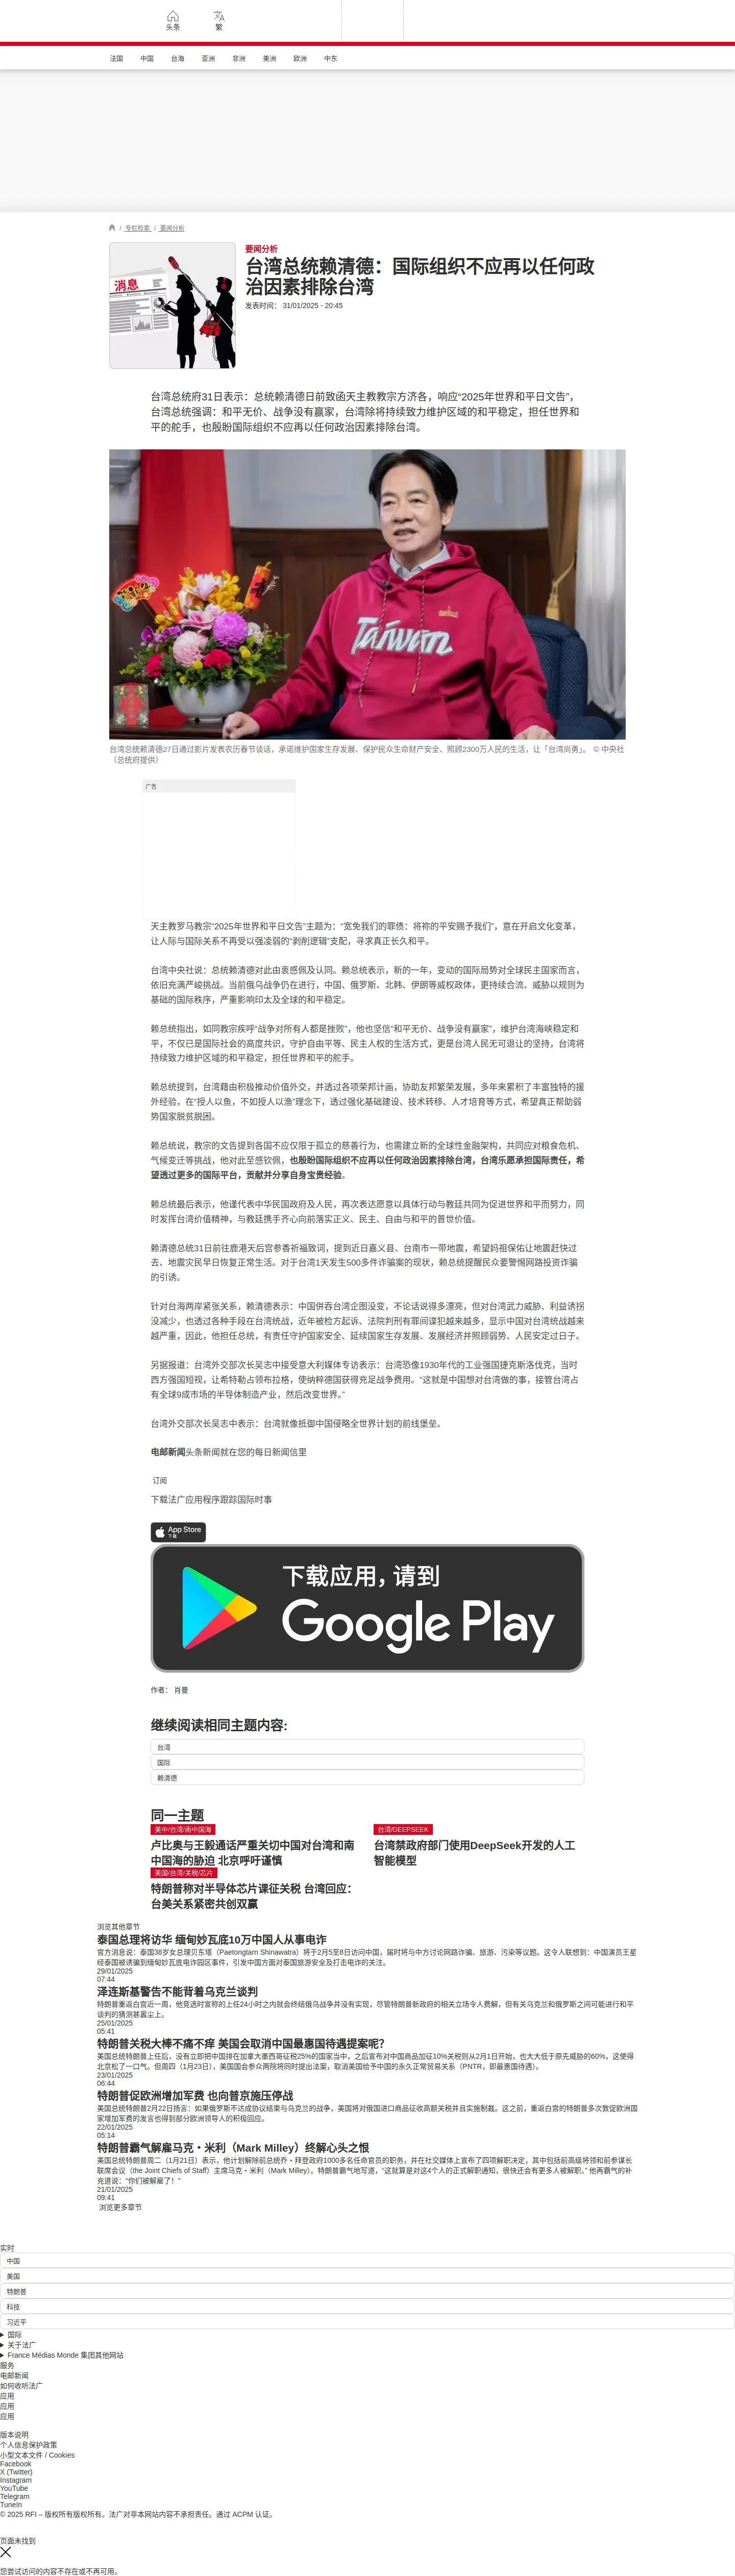 头条
繁
法国 中国 台海 亚洲 非洲 美洲 欧洲 中东
/ 专栏检索 / 要闻分析
消息
要闻分析
台湾总统赖清德：国际组织不应再以任何政
治因素排除台湾
发表时间： 31/01/2025 - 20:45
台湾总统府31日表示：总统赖清德日前致函天主教教宗方济各，响应“2025年世界和平日文告”，
台湾总统强调：和平无价、战争没有赢家，台湾除将持续致力维护区域的和平稳定，担任世界和
平的舵手，也殷盼国际组织不应再以任何政治因素排除台湾。
Taiwan
台湾总统赖清德27日通过影片发表农历春节谈话，承诺维护国家生存发展、保护民众生命财产安全、照顾2300万人民的生活，让「台湾尚勇」。 © 中央社
（总统府提供）
广告
天主教罗马教宗“2025年世界和平日文告”主题为：“宽免我们的罪债：将祢的平安赐予我们”，意在开启文化变革，
让人际与国际关系不再受以强凌弱的“剥削逻辑”支配，寻求真正长久和平。
台湾中央社说：总统赖清德对此由衷感佩及认同。赖总统表示，新的一年，变动的国际局势对全球民主国家而言，
依旧充满严峻挑战。当前俄乌战争仍在进行，中国、俄罗斯、北韩、伊朗等威权政体，更持续合流、威胁以规则为
基础的国际秩序，严重影响印太及全球的和平稳定。
赖总统指出，如同教宗疾呼“战争对所有人都是挫败”，他也坚信“和平无价、战争没有赢家”，维护台湾海峡稳定和
平，不仅已是国际社会的高度共识，守护自由平等、民主人权的生活方式，更是台湾人民无可退让的坚持，台湾将
持续致力维护区域的和平稳定，担任世界和平的舵手。
赖总统提到，台湾藉由积极推动价值外交，并透过各项荣邦计画，协助友邦繁荣发展，多年来累积了丰富独特的援
外经验，在“授人以鱼，不如授人以渔”理念下，透过强化基础建设、技术转移、人才培育等方式，希望真正帮助弱
势国家脱贫脱困。
赖总统说，教宗的文告提到各国不应仅限于孤立的慈善行为，也需建立新的全球性金融架构，共同应对粮食危机、
气候变迁等挑战，他对此至感钦佩，也殷盼国际组织不应再以任何政治因素排除台湾，台湾乐愿承担国际责任，希
望透过更多的国际平台，贡献并分享自身宝贵经验。
赖总统最后表示，他谨代表中华民国政府及人民，再次表达愿意以具体行动与教廷共同为促进世界和平而努力，同
时发挥台湾价值精神，与教廷携手齐心向前落实正义、民主、自由与和平的普世价值。
赖清德总统31日前往鹿港天后宫参香祈福致词，提到近日嘉义县、台南市一带地震，希望妈祖保佑让地震赶快过
去、地震灾民早日恢复正常生活。对于台湾1天发生500多件诈骗案的现状，赖总统提醒民众要警惕网路投资诈骗
的引诱。
针对台海两岸紧张关系，赖清德表示：中国併吞台湾企图没变，不论话说得多漂亮，但对台湾武力威胁、利益诱拐
没减少，也透过各种手段在台湾统战，近年被检方起诉、法院判刑有罪间谍犯越来越多，显示中国对台湾统战越来
越严重，因此，他担任总统，有责任守护国家安全、延续国家生存发展、发展经济并照顾弱势、人民安定过日子。
另据报道：台湾外交部次长吴志中接受意大利媒体专访表示：台湾恐像1930年代的工业强国捷克斯洛伐克，当时
西方强国短视，让希特勒占领布拉格，使纳粹德国获得充足战争费用。“这就是中国想对台湾做的事，接管台湾占
有全球9成市场的半导体制造产业，然后改变世界。”
台湾外交部次长吴志中表示：台湾就像抵御中国侵略全世界计划的前线堡垒。
电邮新闻头条新闻就在您的每日新闻信里
订阅
下载法广应用程序跟踪国际时事
App Store
下载
下载应用，请到
Google Play
作者： 肖曼
继续阅读相同主题内容:
台湾
国际
赖清德
同一主题
美中/台湾/南中国海
卢比奥与王毅通话严重关切中国对台湾和南
中国海的胁迫 北京呼吁谨慎
台湾/DEEPSEEK
台湾禁政府部门使用DeepSeek开发的人工
智能模型
美国/台湾/关税/芯片
特朗普称对半导体芯片课征关税 台湾回应：
台美关系紧密共创双赢
浏览其他章节
泰国总理将访华 缅甸妙瓦底10万中国人从事电诈
官方消息说：泰国38岁女总理贝东塔（Paetongtarn Shinawatra）将于2月5至8日访问中国，届时将与中方讨论网路诈骗、旅游、污染等议题。这令人联想到：中国演员王星
经泰国被诱骗到缅甸妙瓦底电诈园区事件，引发中国方面对泰国旅游安全及打击电诈的关注。
29/01/2025
07:44
泽连斯基警告不能背着乌克兰谈判
特朗普重返白宫近一周，他竞选时宣称的上任24小时之内就会终结俄乌战争并没有实现，尽管特朗普新政府的相关立场令人费解，但有关乌克兰和俄罗斯之间可能进行和平
谈判的猜测甚嚣尘上。
25/01/2025
05:41
特朗普关税大棒不痛不痒 美国会取消中国最惠国待遇提案呢？
美国总统特朗普上任后，没有立即把中国排在加拿大墨西哥征税25%的国家当中，之后宣布对中国商品加征10%关税则从2月1日开始，也大大低于原先威胁的60%，这使得
北京松了一口气。但周四（1月23日），美国国会参众两院将同时提出法案，取消美国给予中国的永久正常贸易关系（PNTR，即最惠国待遇）。
23/01/2025
06:44
特朗普促欧洲增加军费 也向普京施压停战
美国总统特朗普2月22日扬言：如果俄罗斯不达成协议结束与乌克兰的战争，美国将对俄国进口商品征收高额关税并且实施制裁。这之前，重返白宫的特朗普多次敦促欧洲国
家增加军费的发言也得到部分欧洲领导人的积极回应。
22/01/2025
05:14
特朗普霸气解雇马克・米利（Mark Milley）终解心头之恨
美国总统特朗普周二（1月21日）表示，他计划解除前总统乔・拜登政府1000多名任命官员的职务，并在社交媒体上宣布了四项解职决定，其中包括前高级将领和前参谋长
联席会议（the Joint Chiefs of Staff）主席马克・米利（Mark Milley）。特朗普霸气地写道，“这就算是对这4个人的正式解职通知，很快还会有更多人被解职。” 他再霸气的补
充道说：“你们被解雇了！”
21/01/2025
09:41
浏览更多章节
实时
中国
美国
特朗普
科技
习近平
国际
关于法广
France Médias Monde 集团其他网站
服务
电邮新闻
如何收听法广
应用
应用
应用
版本说明
个人信息保护政策
小型文本文件 / Cookies
Facebook
X (Twitter)
Instagram
YouTube
Telegram
TuneIn
© 2025 RFI – 版权所有版权所有。法广对非本网站内容不承担责任。通过 ACPM 认证。
页面未找到
您尝试访问的内容不存在或不再可用。